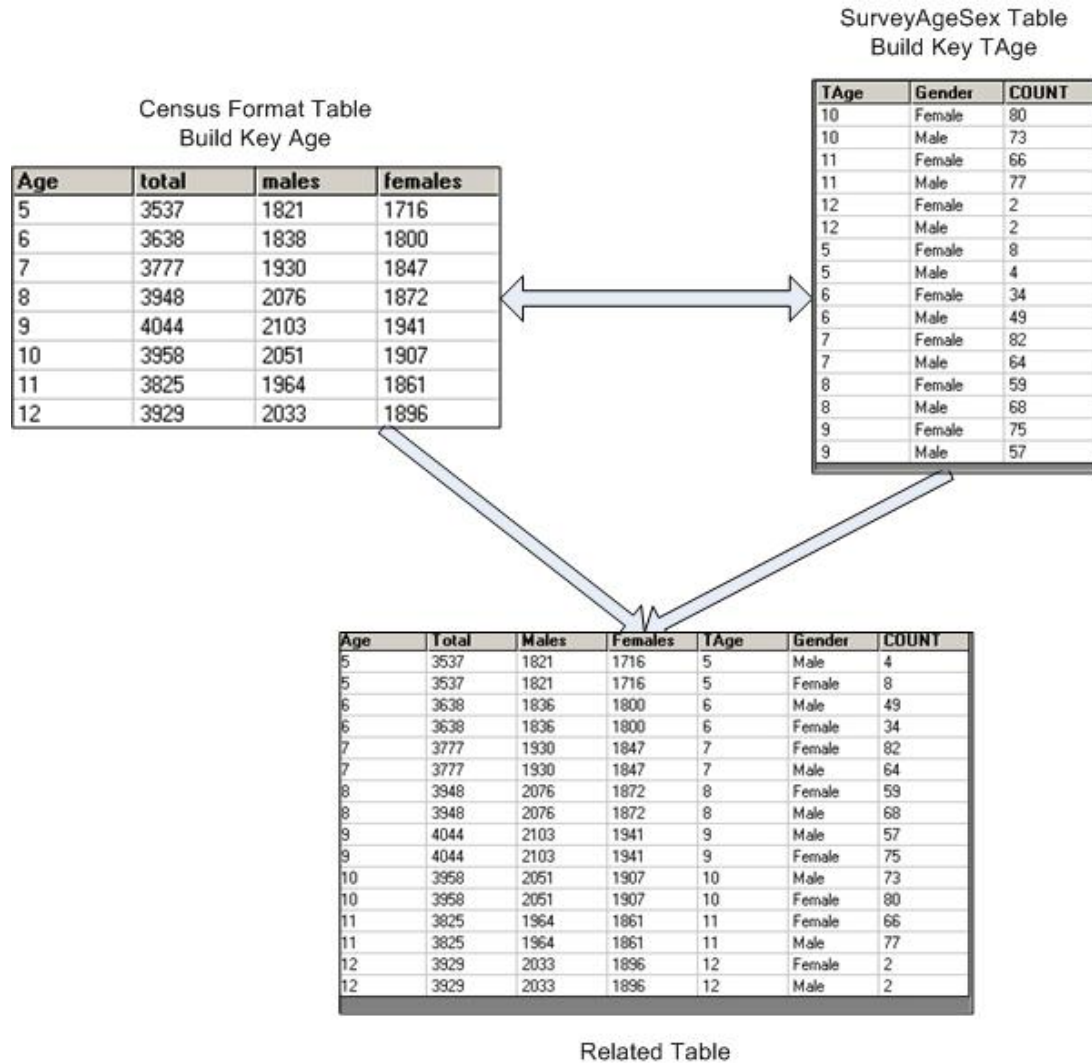 SurveyAgeSex Table
Build Key TAge
TAge Gender COUNT
10 Female 80
10 Male 73
11 Female 66
11 Male 77
12 Female 2
12 Male 2
5 Female 8
5 Male 4
6 Female 34
6 Male 49
7 Female 82
7 Male 64
8 Female 59
8 Male 68
9 Female 75
9 Male 57
Census Format Table
Build Key Age
Age total males females
5 3537 1821 1716
6 3638 1838 1800
7 3777 1930 1847
8 3948 2076 1872
9 4044 2103 1941
10 3958 2051 1907
11 3825 1964 1861
12 3929 2033 1896
Age Total Males Females TAge Gender COUNT
5 3537 1821 1716 5 Male 4
5 3537 1821 1716 5 Female 8
6 3638 1836 1800 6 Male 49
6 3638 1836 1800 6 Female 34
7 3777 1930 1847 7 Female 82
7 3777 1930 1847 7 Male 64
8 3948 2076 1872 8 Female 59
8 3948 2076 1872 8 Male 68
9 4044 2103 1941 9 Male 57
9 4044 2103 1941 9 Female 75
10 3958 2051 1907 10 Male 73
10 3958 2051 1907 10 Female 80
11 3825 1964 1861 11 Female 66
11 3825 1964 1861 11 Male 77
12 3929 2033 1896 12 Female 2
12 3929 2033 1896 12 Male 2
Related Table